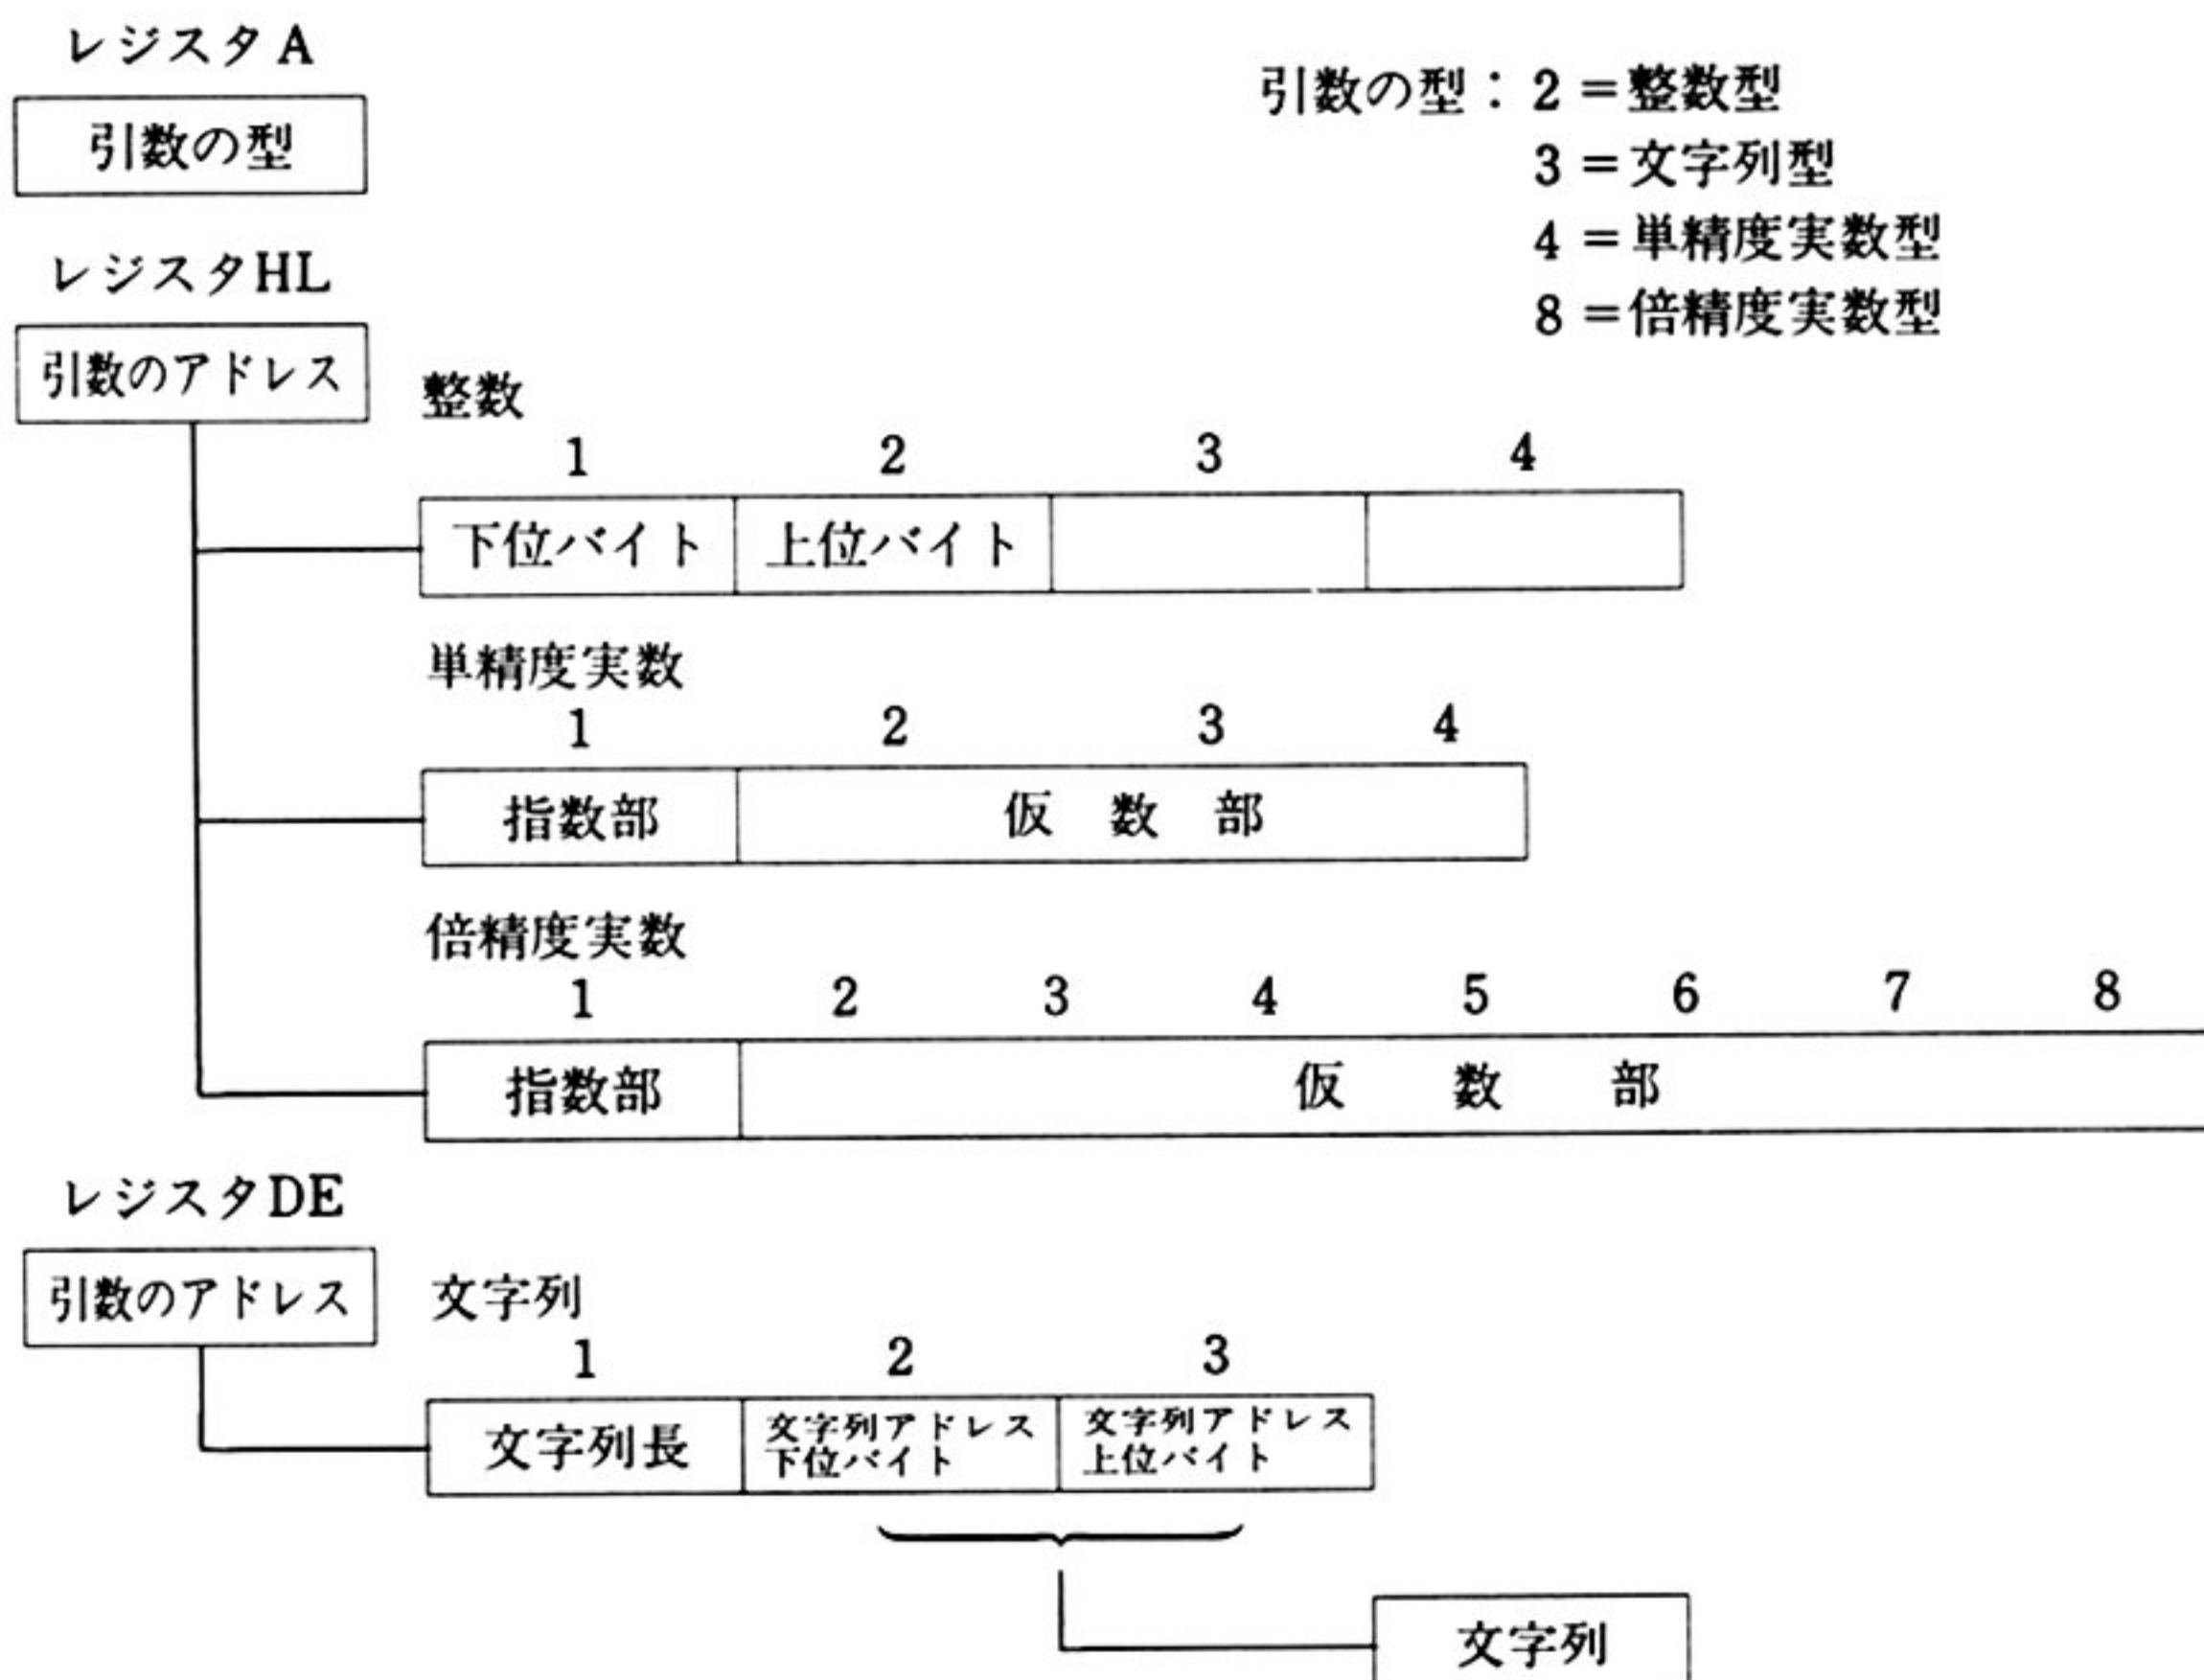 レジスタA
引数の型
引数の型：2＝整数型
3＝文字列型
4＝単精度実数型
8＝倍精度実数型
レジスタHL
引数のアドレス
整数
1 2 3 4
下位バイト 上位バイト
単精度実数
1 2 3 4
指数部 仮数部
倍精度実数
1 2 3 4 5 6 7 8
指数部 仮数部
レジスタDE
引数のアドレス
文字列
1 2 3
文字列長 文字列アドレス 文字列アドレス
下位バイト 上位バイト
文字列